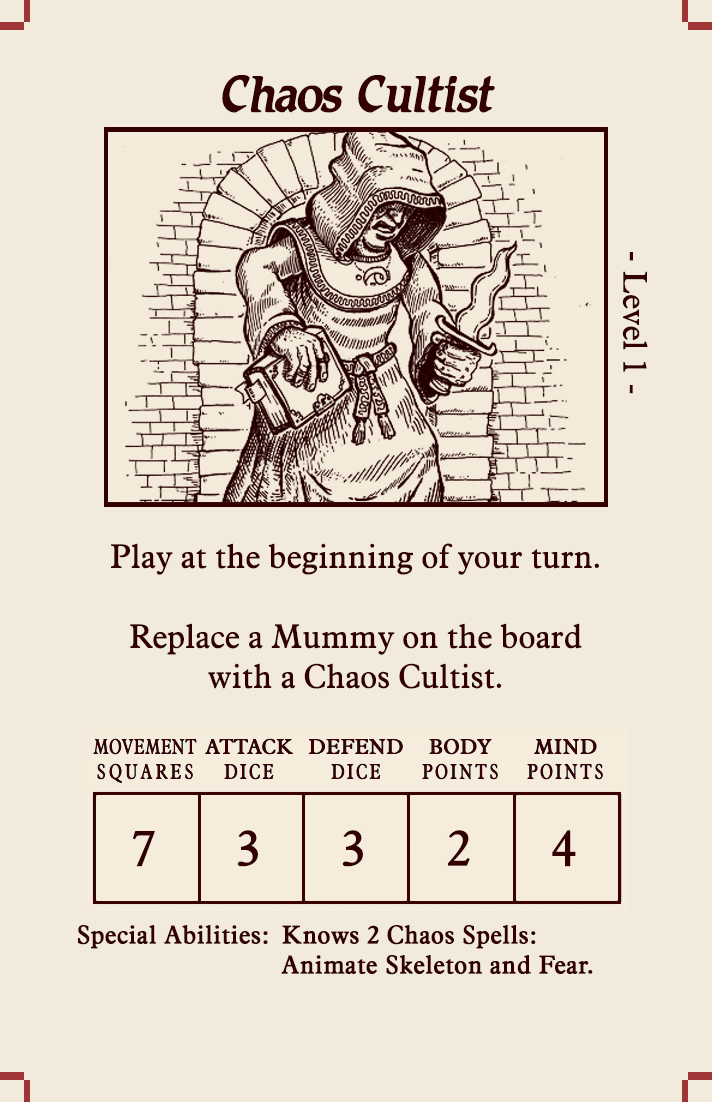 Chaos Cultist
- Level 1 -
Play at the beginning of your turn.
Replace a Mummy on the board
with a Chaos Cultist.
MOVEMENT ATTACK DEFEND BODY MIND
SQUARES DICE DICE POINTS POINTS
7 3 3 2 4
Special Abilities: Knows 2 Chaos Spells:
Animate Skeleton and Fear.